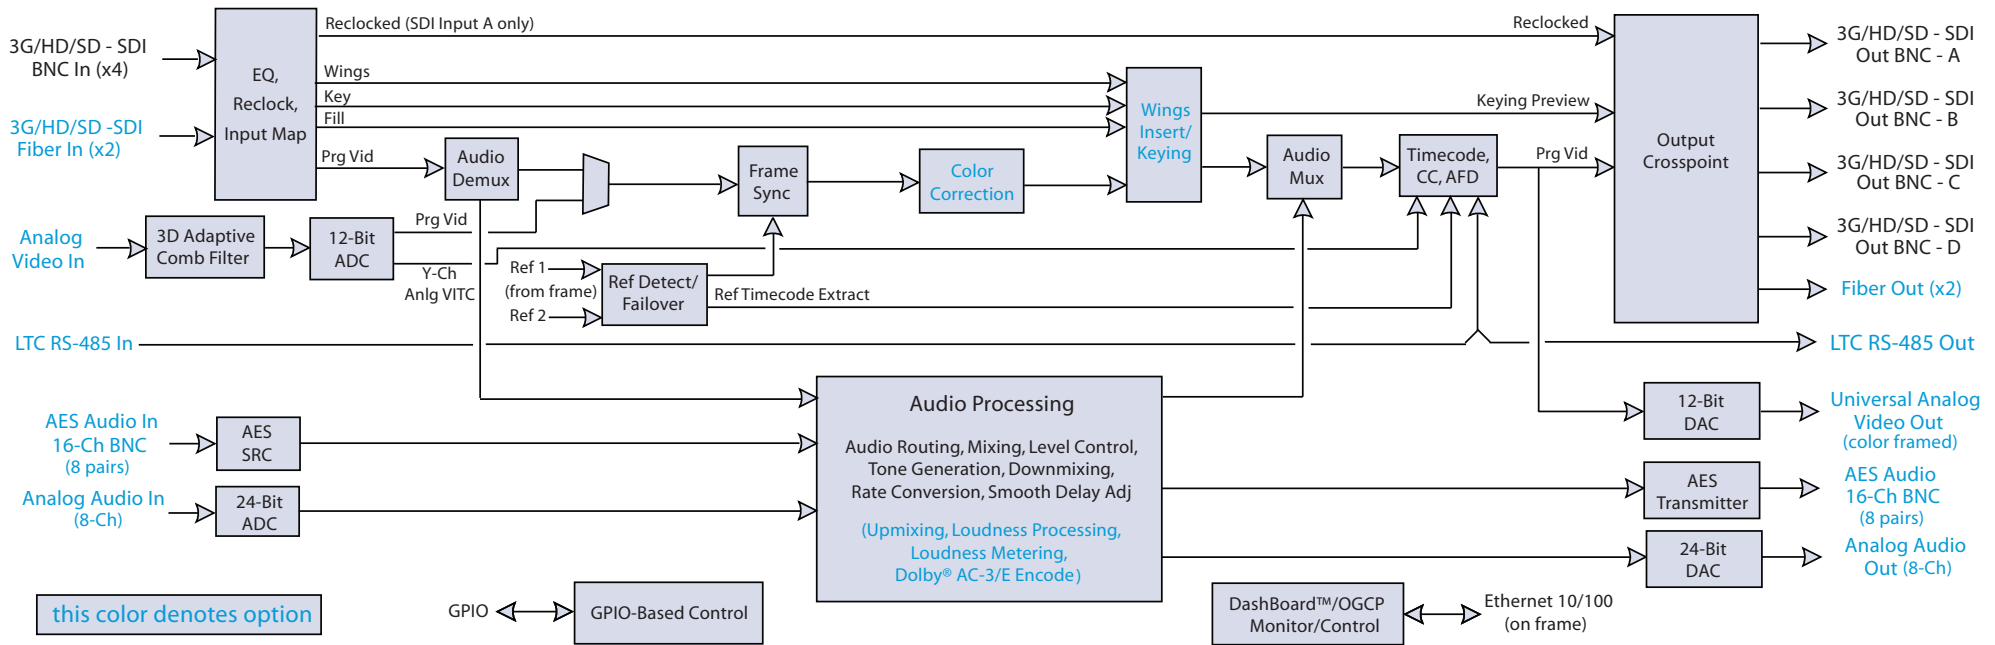 3G/HD/SD - SDI
BNC In (x4)
3G/HD/SD -SDI
Fiber In (x2)
EQ,
Reclock,
Input Map
Reclocked (SDI Input A only)
Wings
Key
Fill
Prg Vid
Audio
Demux
Frame
Sync
Color
Correction
Wings
Insert/
Keying
Reclocked
Keying Preview
Audio
Mux
Timecode,
CC, AFD
Prg Vid
Output
Crosspoint
3G/HD/SD - SDI
Out BNC - A
3G/HD/SD - SDI
Out BNC - B
3G/HD/SD - SDI
Out BNC - C
3G/HD/SD - SDI
Out BNC - D
Fiber Out (x2)
Analog
Video In
3D Adaptive
Comb Filter
12-Bit
ADC
Prg Vid
Y-Ch
Anlg VITC
Ref 1
(from frame)
Ref 2
Ref Detect/
Failover
Ref Timecode Extract
LTC RS-485 In
LTC RS-485 Out
AES Audio In
16-Ch BNC
(8 pairs)
AES
SRC
Analog Audio In
(8-Ch)
24-Bit
ADC
Audio Processing
Audio Routing, Mixing, Level Control,
Tone Generation, Downmixing,
Rate Conversion, Smooth Delay Adj
(Upmixing, Loudness Processing,
Loudness Metering,
Dolby® AC-3/E Encode)
12-Bit
DAC
Universal Analog
Video Out
(color framed)
AES
Transmitter
AES Audio
16-Ch BNC
(8 pairs)
24-Bit
DAC
Analog Audio
Out (8-Ch)
this color denotes option
GPIO
GPIO-Based Control
DashBoard™/OGCP
Monitor/Control
Ethernet 10/100
(on frame)